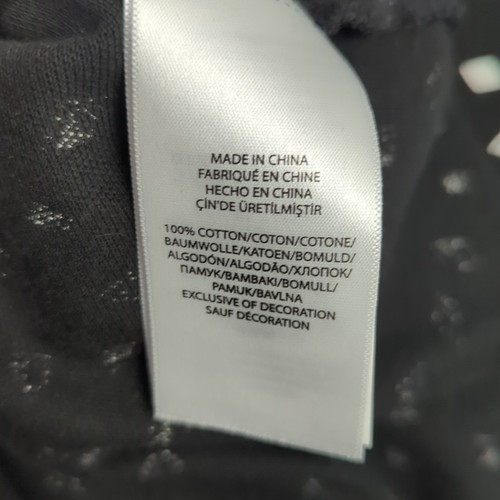 MADE IN CHINA
FABRIQUÉ EN CHINE
HECHO EN CHINA
ÇİN'DE ÜRETİLMİŞTİR
100% COTTON/COTON/COTONE/
BAUMWOLLE/KATOEN/BOMULD/
ALGODÓN/ALGODÃO/ХЛОПОК/
ПАМУК/BAMBAKI/BOMULL/
PAMUK/BAVLNA
EXCLUSIVE OF DECORATION
SAUF DÉCORATION